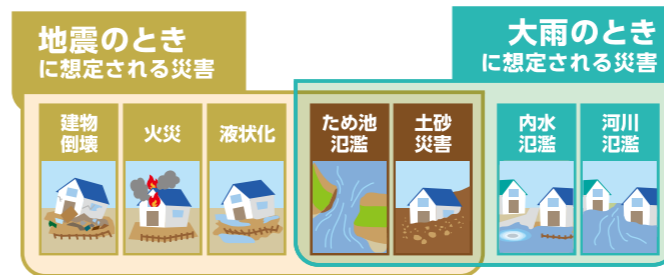 地震のとき
に想定される災害
大雨のとき
に想定される災害
建物
倒壊
火災
液状化
ため池
氾濫
土砂
災害
内水
氾濫
河川
氾濫